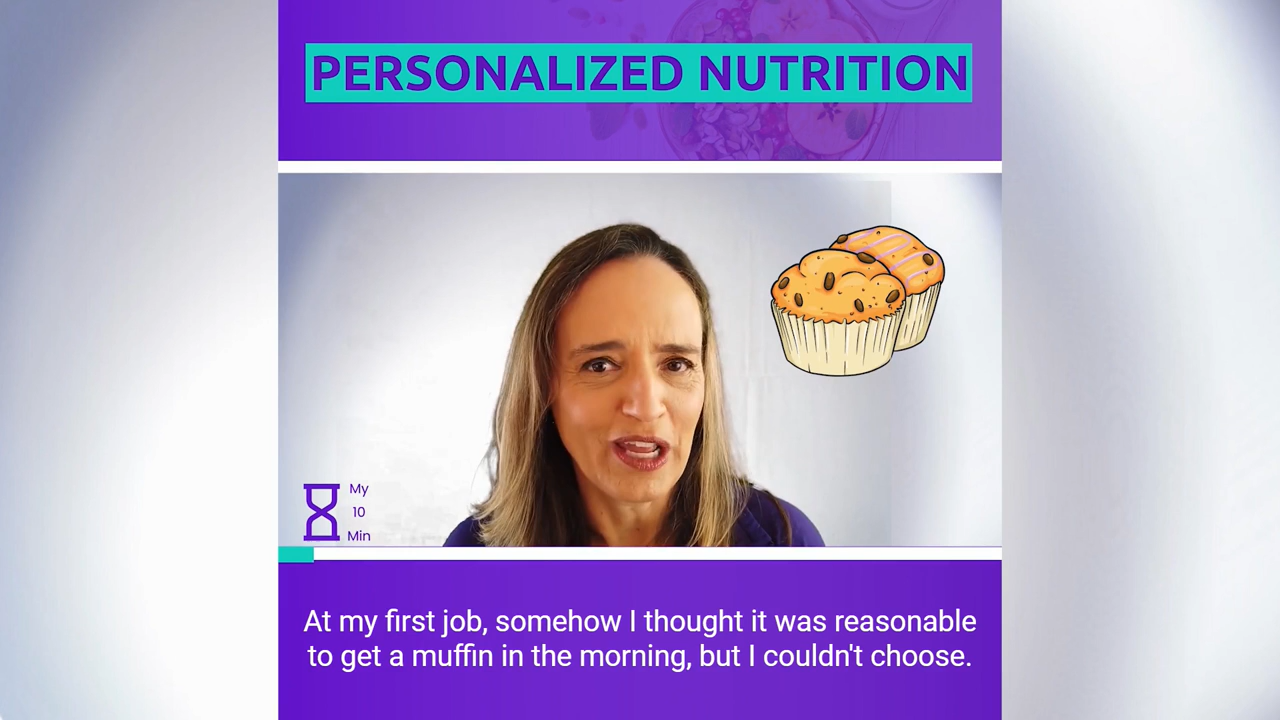 PERSONALIZED NUTRITION
My
10
Min
At my first job, somehow I thought it was reasonable
to get a muffin in the morning, but I couldn't choose.